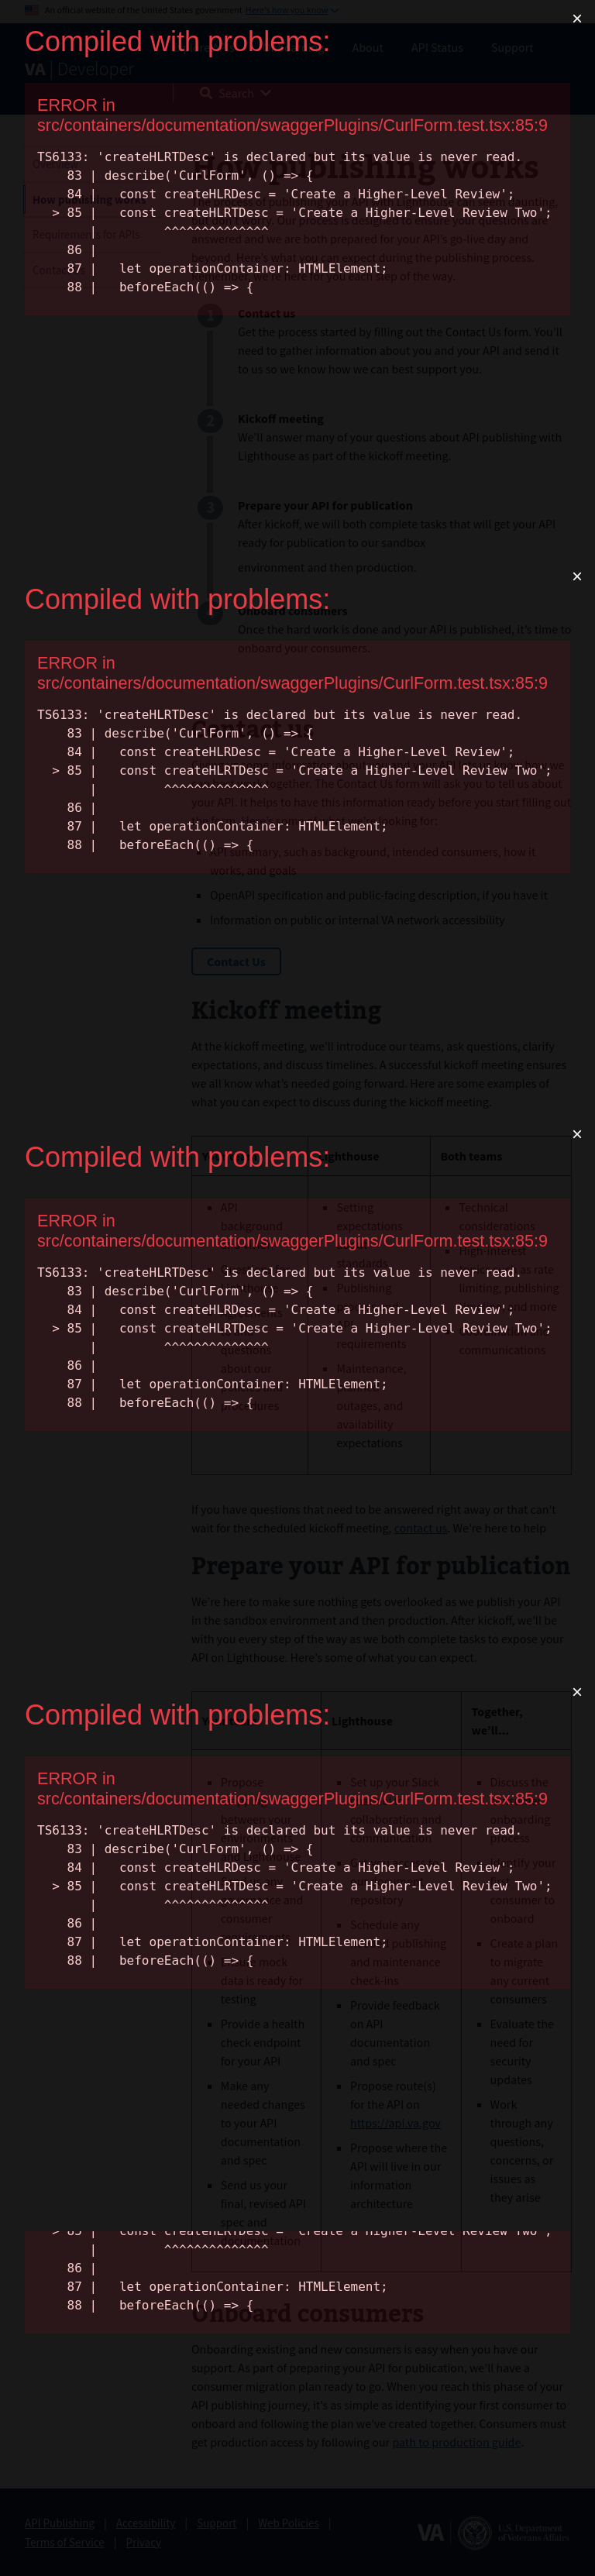 An official website of the United States government Here's how you know
Compiled with problems:
×
About
API Status
Support
VA | Developer
Search
ERROR in
src/containers/documentation/swaggerPlugins/CurlForm.test.tsx:85:9
TS6133: 'createHLRTDesc' is declared but its value is never read.
83 | describe('CurlForm', () => {
84 |   const createHLRDesc = 'Create a Higher-Level Review';
> 85 |   const createHLRTDesc = 'Create a Higher-Level Review Two';
|         ^^^^^^^^^^^^^^
86 |
87 |   let operationContainer: HTMLElement;
88 |   beforeEach(() => {
How publishing works
How publishing works
Requirements for APIs
1
Contact us
Get the process started by filling out the Contact Us form. You'll
need to gather information about you and your API and send it
to us so we know how we can best support you.
2
Kickoff meeting
We'll answer many of your questions about API publishing with
Lighthouse as part of the kickoff meeting.
3
Prepare your API for publication
After kickoff, we will both complete tasks that will get your API
ready for publication to our sandbox
environment and then production.
×
Compiled with problems:
Onboard consumers
Once the hard work is done and your API is published, it's time to
onboard your consumers.
ERROR in
src/containers/documentation/swaggerPlugins/CurlForm.test.tsx:85:9
TS6133: 'createHLRTDesc' is declared but its value is never read.
83 | describe('CurlForm', () => {
84 |   const createHLRDesc = 'Create a Higher-Level Review';
> 85 |   const createHLRTDesc = 'Create a Higher-Level Review Two';
|         ^^^^^^^^^^^^^^
86 |
87 |   let operationContainer: HTMLElement;
88 |   beforeEach(() => {
Contact us
API summary, such as background, intended consumers, how it
works, and goals
OpenAPI specification and public-facing description, if you have it
Information on public or internal VA network accessibility
Contact Us
Kickoff meeting
At the kickoff meeting, we'll introduce our teams, ask questions, clarify
expectations, and discuss timelines. A successful kickoff meeting ensures
we all know what's needed going forward. Here are some examples of
what you can expect to discuss during the kickoff meeting.
×
Compiled with problems:
Lighthouse
Both teams
ERROR in
src/containers/documentation/swaggerPlugins/CurlForm.test.tsx:85:9
TS6133: 'createHLRTDesc' is declared but its value is never read.
83 | describe('CurlForm', () => {
84 |   const createHLRDesc = 'Create a Higher-Level Review';
> 85 |   const createHLRTDesc = 'Create a Higher-Level Review Two';
|         ^^^^^^^^^^^^^^
86 |
87 |   let operationContainer: HTMLElement;
88 |   beforeEach(() => {
API
background
questions
about our
procedures
Setting
expectations
standards
Publishing
requirements
Maintenance,
outages, and
availability
expectations
Technical
considerations
High-interest
as rate
limiting, publishing
and more
communications
If you have questions that need to be answered right away or that can't
wait for the scheduled kickoff meeting, contact us. We're here to help
Prepare your API for publication
We're here to make sure nothing gets overlooked as we publish your API
in the sandbox environment and then production. After kickoff, we'll be
with you every step of the way as we both complete tasks to expose your
API on Lighthouse. Here's some of what you can expect.
×
Compiled with problems:
Lighthouse
Together,
we'll...
ERROR in
src/containers/documentation/swaggerPlugins/CurlForm.test.tsx:85:9
TS6133: 'createHLRTDesc' is declared but its value is never read.
83 | describe('CurlForm', () => {
84 |   const createHLRDesc = 'Create a Higher-Level Review';
> 85 |   const createHLRTDesc = 'Create a Higher-Level Review Two';
|         ^^^^^^^^^^^^^^
86 |
87 |   let operationContainer: HTMLElement;
88 |   beforeEach(() => {
Propose
between your
environments
consumer
mock
data is ready for
testing
Provide a health
check endpoint
for your API
Make any
needed changes
to your API
documentation
and spec
Send us your
final, revised API
spec and
Set up your Slack
collaboration and
communication
repository
Schedule any
publishing
and maintenance
check-ins
Provide feedback
on API
documentation
and spec
Propose route(s)
for the API on
https://api.va.gov
Propose where the
API will live in our
information
architecture
Discuss the
onboarding
process
Identify your
consumer to
onboard
Create a plan
to migrate
any current
consumers
Evaluate the
need for
security
updates
Work
through any
questions,
concerns, or
issues as
they arise
> 85 |   const createHLRTDesc = 'Create a Higher-Level Review Two';
|         ^^^^^^^^^^^^^^
86 |
87 |   let operationContainer: HTMLElement;
88 |   beforeEach(() => {
Onboard consumers
Onboarding existing and new consumers is easy when you have our
support. As part of preparing your API for publication, we'll have a
consumer migration plan ready to go. When you reach this phase of your
API publishing journey, it's as simple as identifying your first consumer to
onboard and following the plan we've created together. Consumers must
get production access by following our path to production guide.
API Publishing | Accessibility | Support | Web Policies |
Terms of Service | Privacy
VA
U.S. Department
of Veterans Affairs